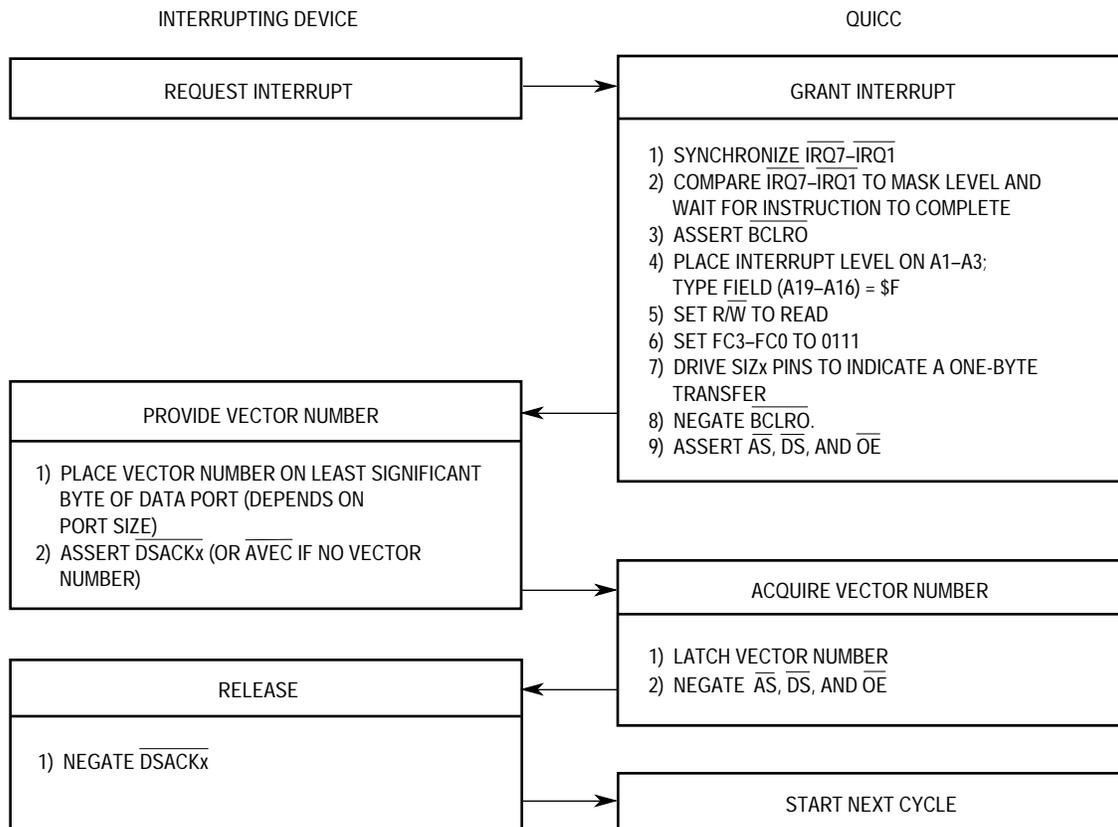 INTERRUPTING DEVICE
QUICC
REQUEST INTERRUPT
GRANT INTERRUPT
1) SYNCHRONIZE IRQ7–IRQ1
2) COMPARE IRQ7–IRQ1 TO MASK LEVEL AND
WAIT FOR INSTRUCTION TO COMPLETE
3) ASSERT BCLRO
4) PLACE INTERRUPT LEVEL ON A1–A3;
TYPE FIELD (A19–A16) = $F
5) SET R/W TO READ
6) SET FC3–FC0 TO 0111
7) DRIVE SIZx PINS TO INDICATE A ONE-BYTE
TRANSFER
8) NEGATE BCLRO.
9) ASSERT AS, DS, AND OE
PROVIDE VECTOR NUMBER
1) PLACE VECTOR NUMBER ON LEAST SIGNIFICANT
BYTE OF DATA PORT (DEPENDS ON
PORT SIZE)
2) ASSERT DSACKx (OR AVEC IF NO VECTOR
NUMBER)
ACQUIRE VECTOR NUMBER
1) LATCH VECTOR NUMBER
2) NEGATE AS, DS, AND OE
RELEASE
1) NEGATE DSACKx
START NEXT CYCLE